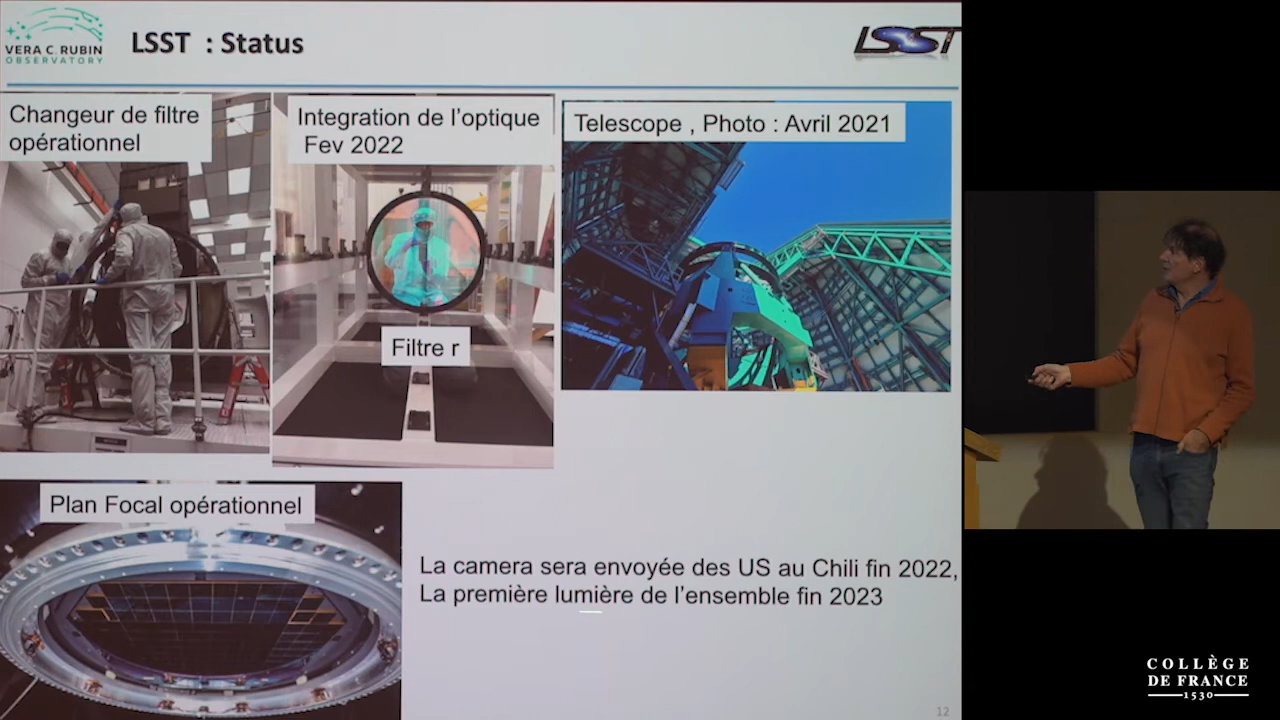 VERA C. RUBIN
OBSERVATORY
LSST : Status
LSST
Changeur de filtre
opérationnel
Integration de l'optique
Fev 2022
Telescope , Photo : Avril 2021
Filtre r
Plan Focal opérationnel
La camera sera envoyée des US au Chili fin 2022,
La première lumière de l'ensemble fin 2023
12
COLLÈGE
DE FRANCE
1530